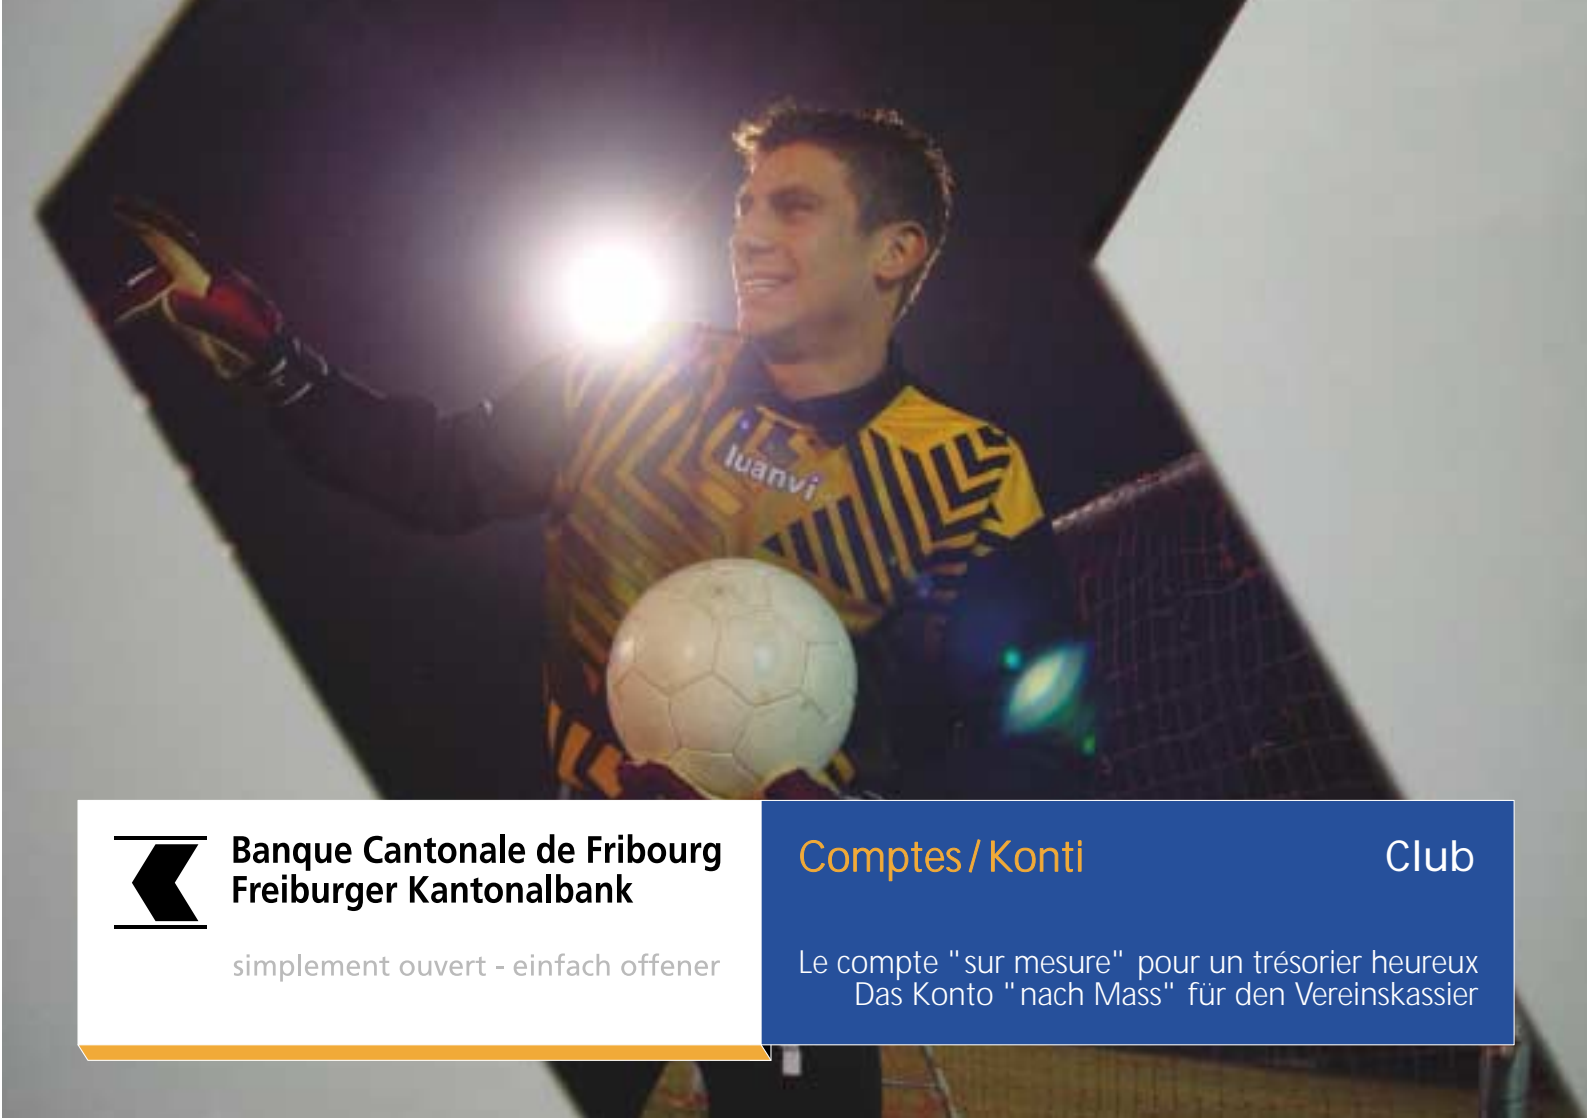 luanvi
Banque Cantonale de Fribourg
Freiburger Kantonalbank
simplement ouvert - einfach offener
Comptes / Konti
Club
Le compte "sur mesure" pour un trésorier heureux
Das Konto "nach Mass" für den Vereinskassier